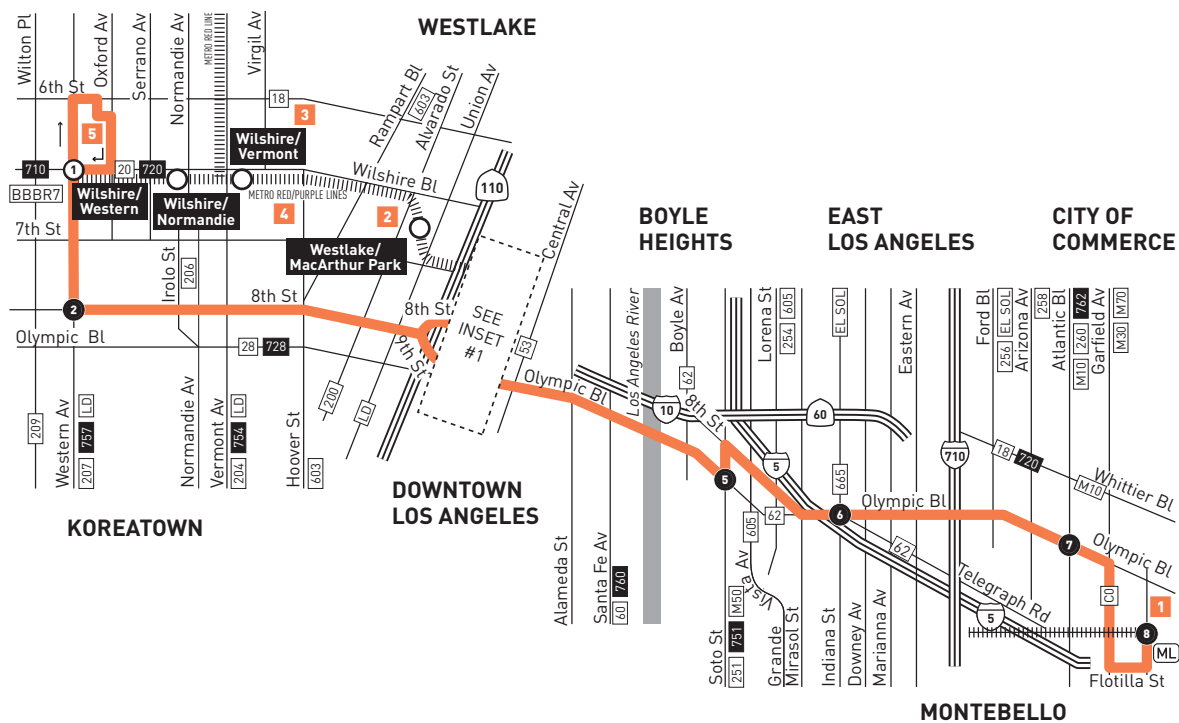 WESTLAKE
Wilton Pl
Oxford Av
Serrano Av
Normandie Av
METRO RED LINE
Virgil Av
Rampart Bl
603
Alvarado St
Union Av
6th St
18
3
5
Wilshire/
Vermont
710
1
20
720
Wilshire Bl
110
Central Av
BBBR7
Wilshire/
Western
Wilshire/
Normandie
METRO RED/PURPLE LINES
4
2
7th St
Westlake/
MacArthur Park
Irolo St
206
2
8th St
8th St
9th St
SEE
INSET
#1
53
Olympic Bl
28
728
200
LD
209
Western Av
207
757
LD
Normandie Av
Vermont Av
204
754
LD
Hoover St
603
KOREATOWN
DOWNTOWN
LOS ANGELES
BOYLE
HEIGHTS
EAST
LOS ANGELES
CITY OF
COMMERCE
Los Angeles River
Boyle Av
62
Lorena St
254
605
EL SOL
Eastern Av
Ford Bl
256
EL SOL
Arizona Av
258
Atlantic Bl
M10
260
762
Garfield Av
M30
M70
Olympic Bl
10
8th St
60
5
5
710
18
720
M10
Whittier Bl
665
6
Olympic Bl
62
605
62
7
Olympic Bl
Telegraph Rd
5
C0
1
8
ML
Flotilla St
Alameda St
Santa Fe Av
60
760
Soto St
251
751
M50
Grande
Vista Av
Mirasol St
Indiana St
Downey Av
Marianna Av
MONTEBELLO